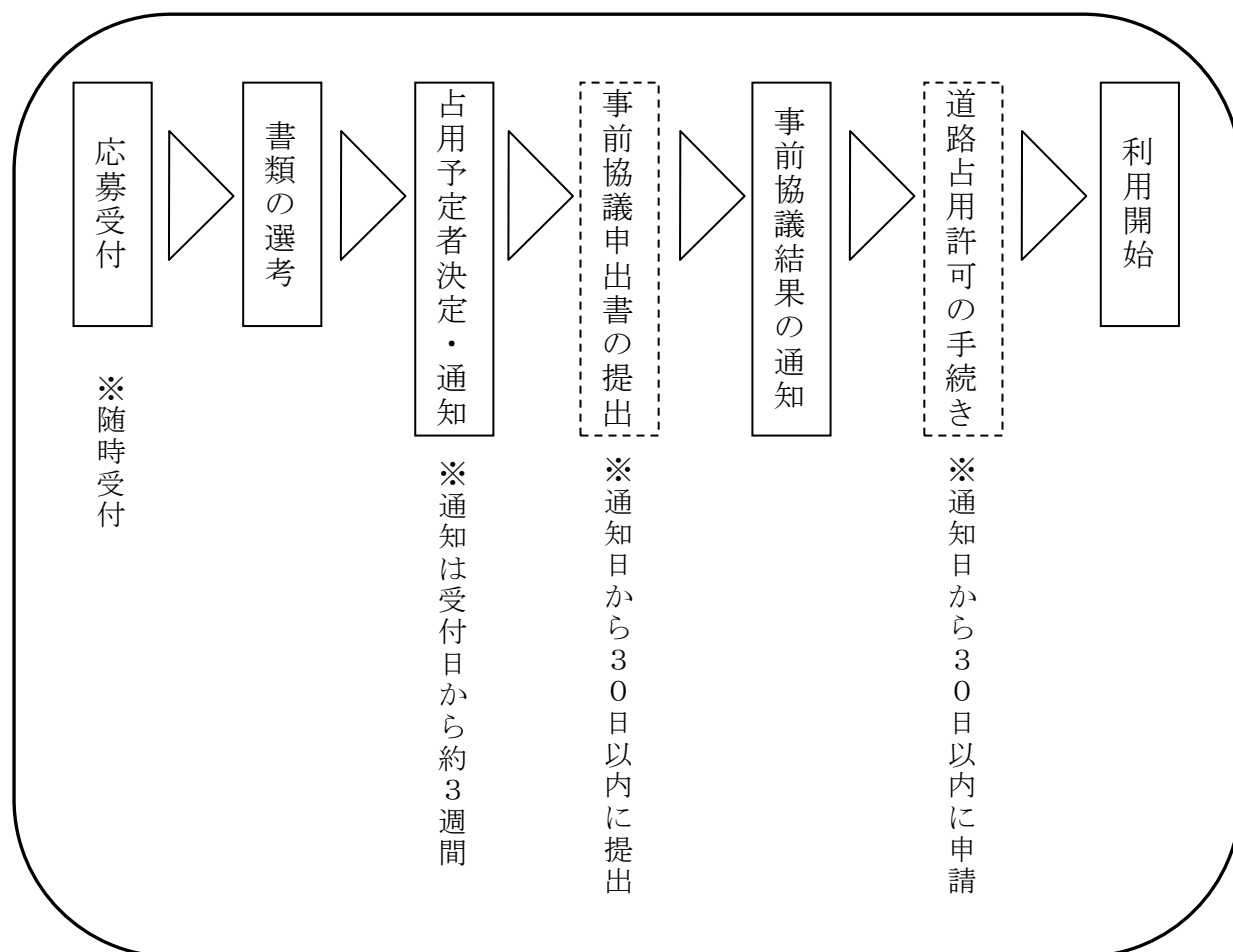 応募受付
※随時受付
書類の選考
占用予定者決定・通知
※通知は受付日から約３週間
事前協議申出書の提出
※通知日から３０日以内に提出
事前協議結果の通知
道路占用許可の手続き
※通知日から３０日以内に申請
利用開始